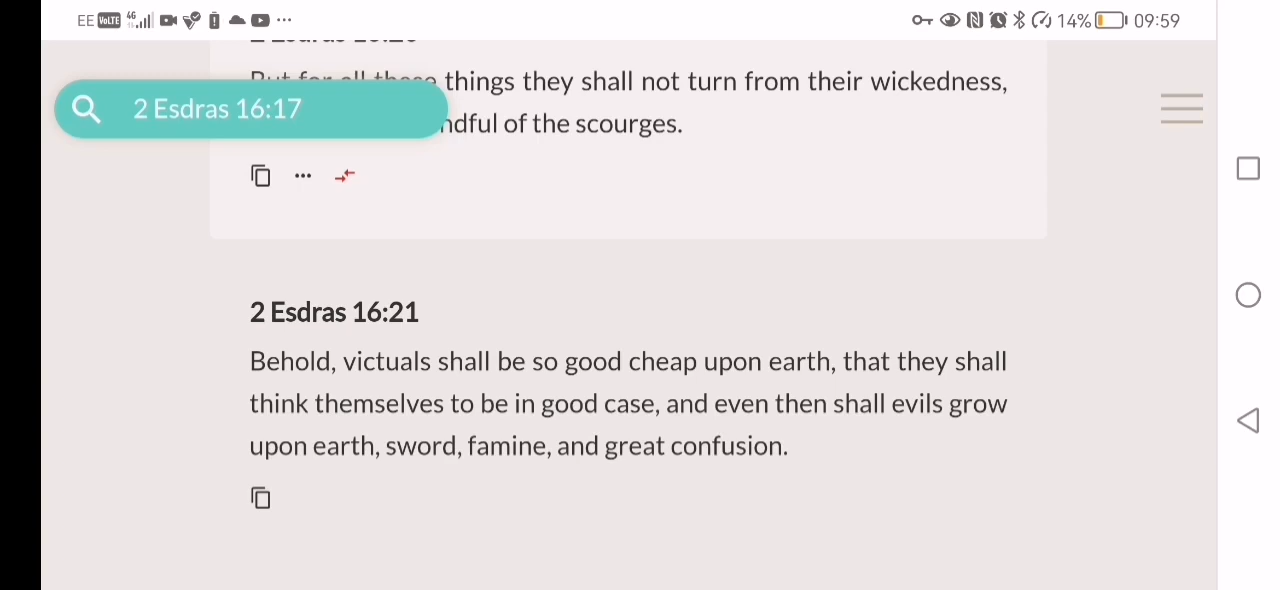 EE VoLTE 4G 14% 09:59
things they shall not turn from their wickedness,
2 Esdras 16:17
of the scourges.
2 Esdras 16:21
Behold, victuals shall be so good cheap upon earth, that they shall
think themselves to be in good case, and even then shall evils grow
upon earth, sword, famine, and great confusion.